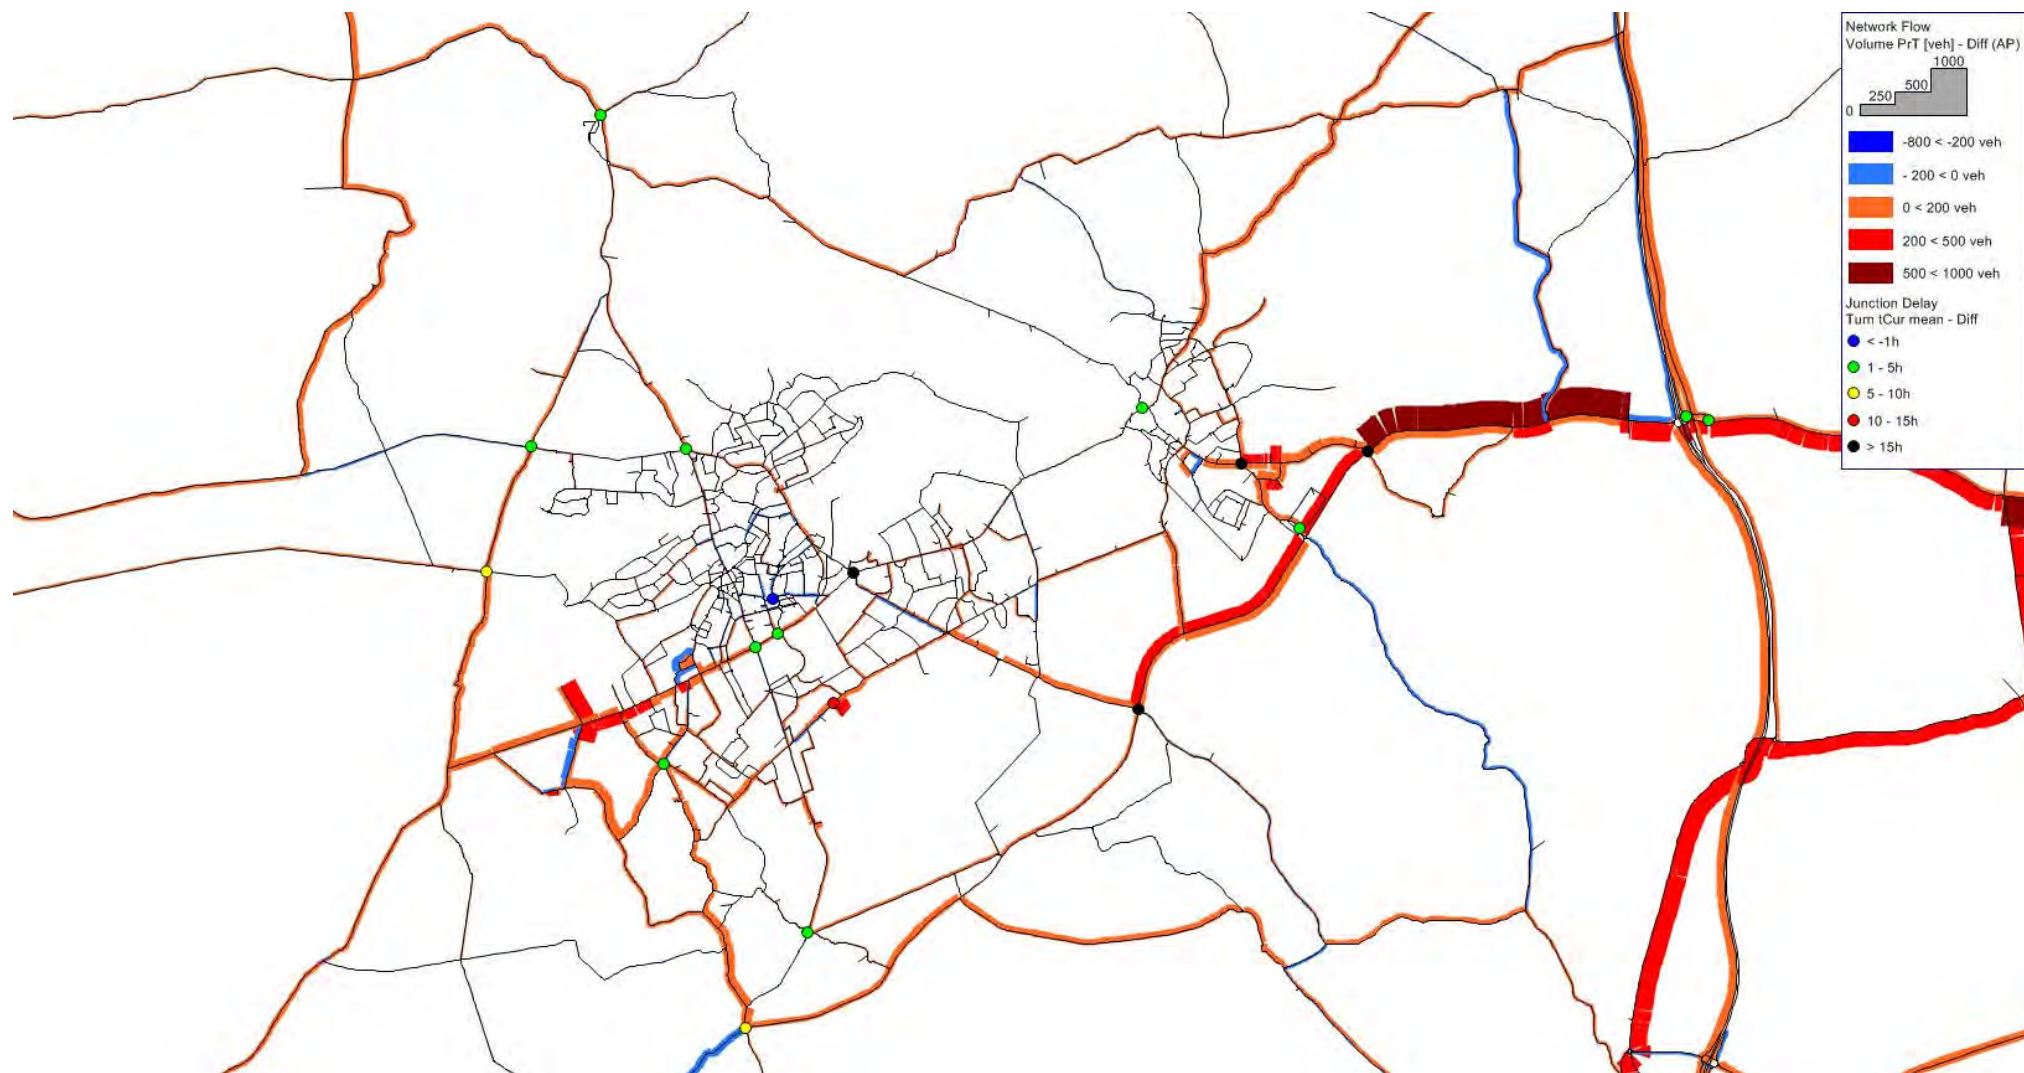 Network Flow
Volume PrT [veh] - Diff (AP)
1000
500
250
0
-800 < -200 veh
- 200 < 0 veh
0 < 200 veh
200 < 500 veh
500 < 1000 veh
Junction Delay
Turn tCur mean - Diff
< -1h
1 - 5h
5 - 10h
10 - 15h
> 15h